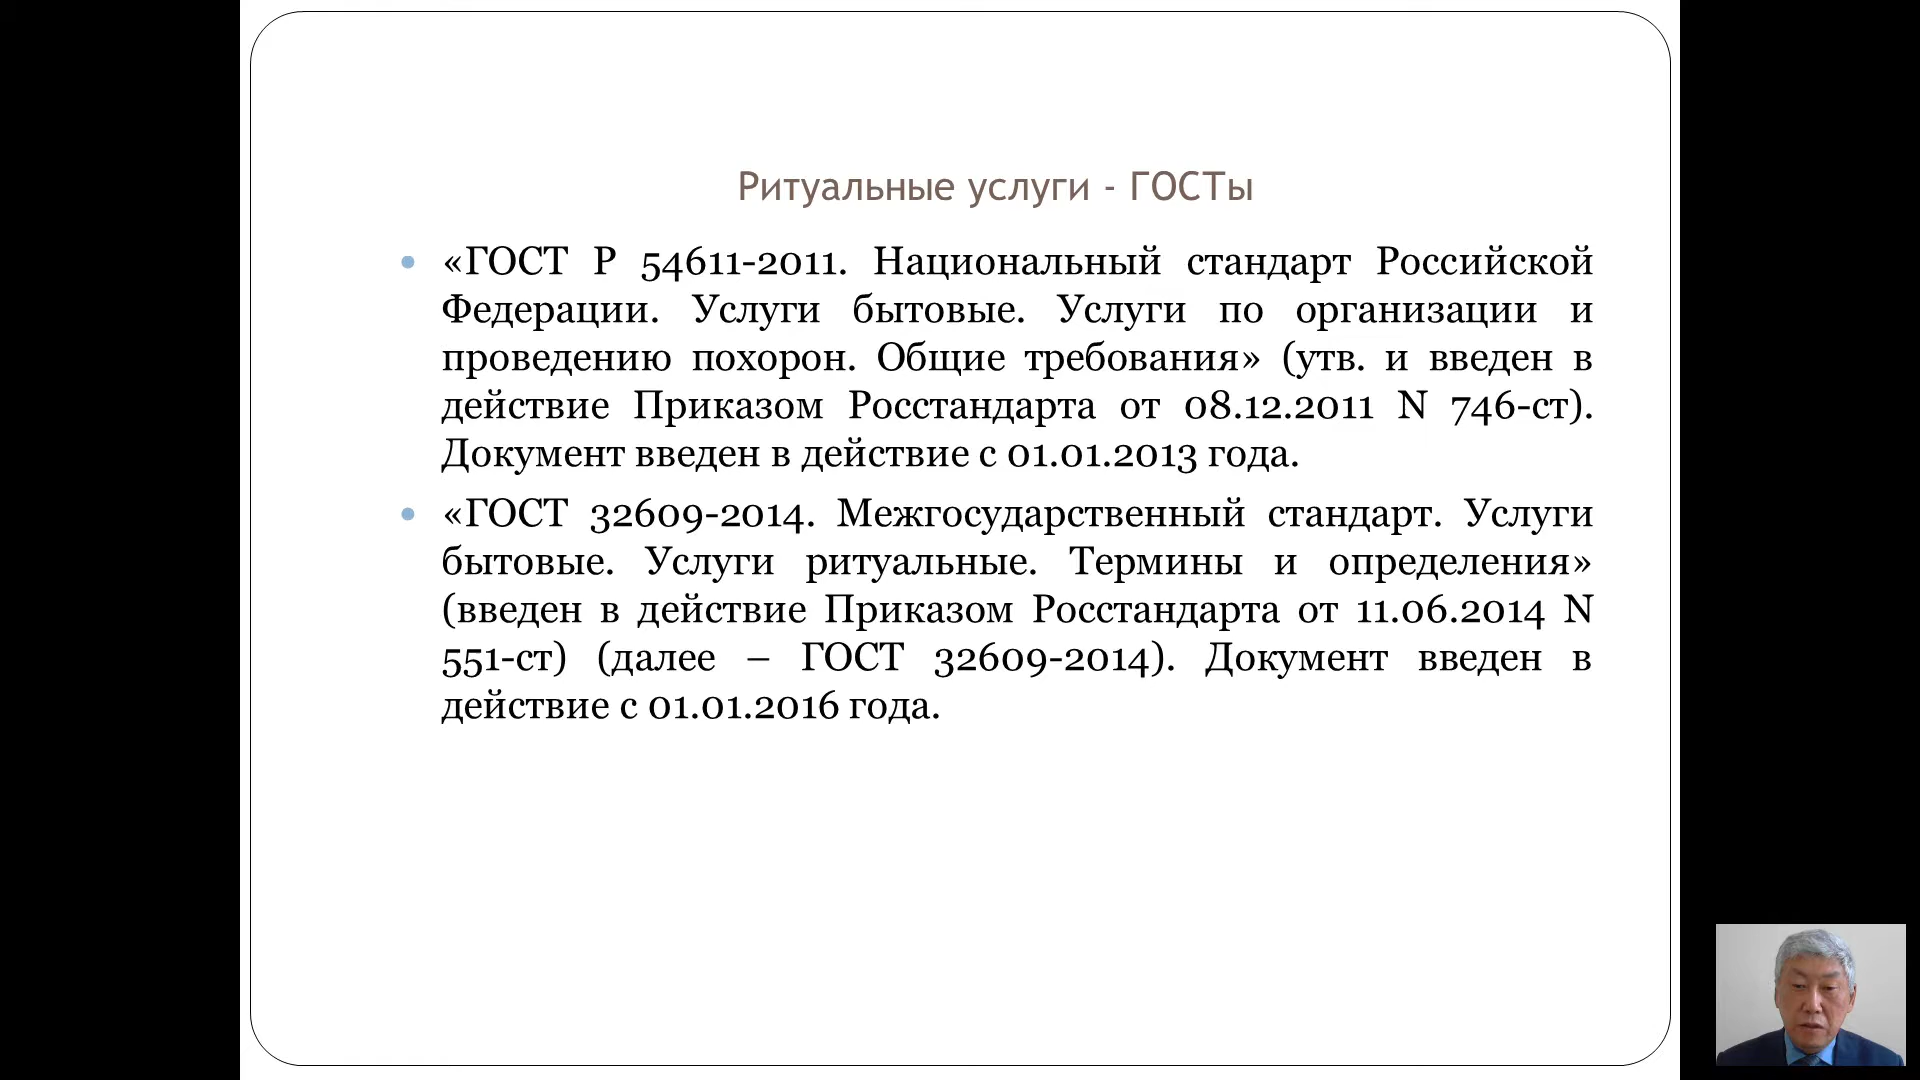 Ритуальные услуги - ГОСТы
• «ГОСТ Р 54611-2011. Национальный стандарт Российской
Федерации. Услуги бытовые. Услуги по организации и
проведению похорон. Общие требования» (утв. и введен в
действие Приказом Росстандарта от 08.12.2011 N 746-ст).
Документ введен в действие с 01.01.2013 года.
• «ГОСТ 32609-2014. Межгосударственный стандарт. Услуги
бытовые. Услуги ритуальные. Термины и определения»
(введен в действие Приказом Росстандарта от 11.06.2014 N
551-ст) (далее – ГОСТ 32609-2014). Документ введен в
действие с 01.01.2016 года.